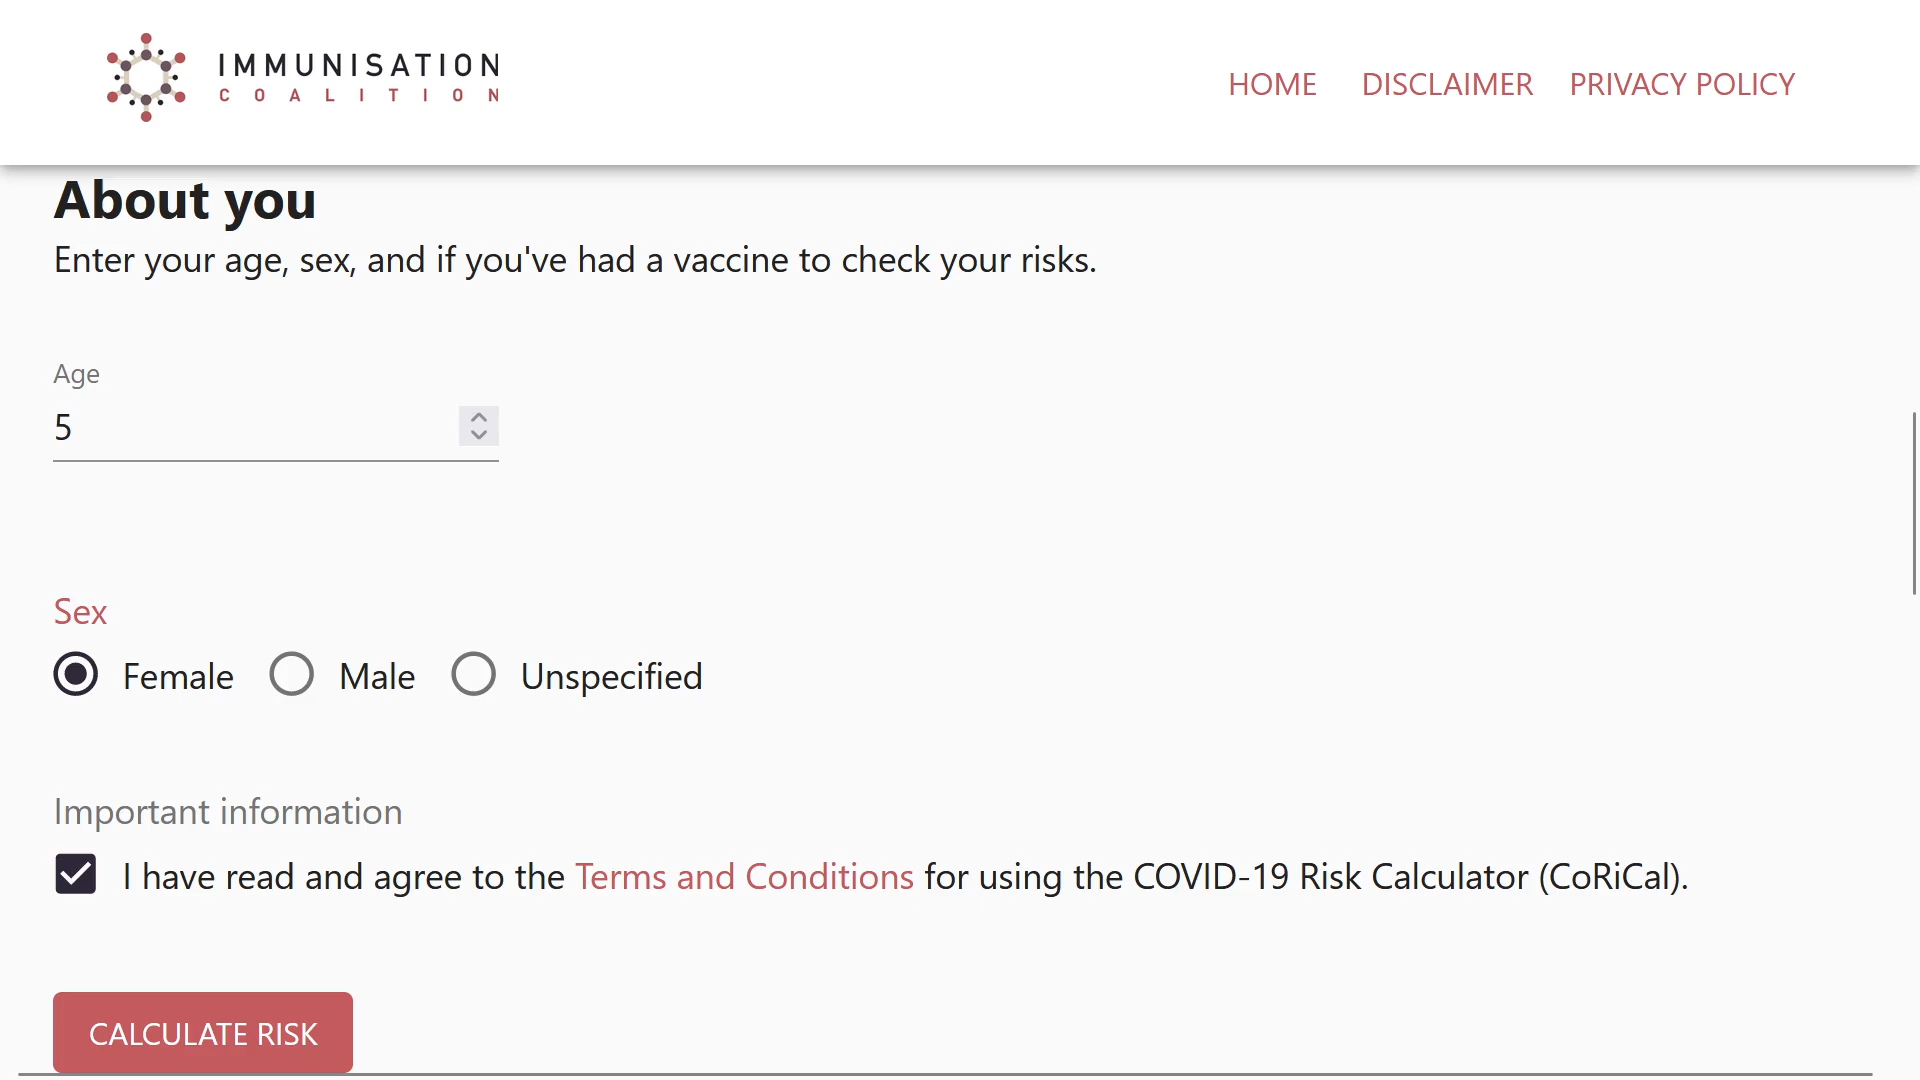 IMMUNISATION
COALITION
HOME DISCLAIMER PRIVACY POLICY
About you
Enter your age, sex, and if you've had a vaccine to check your risks.
Age
5
Sex
Female Male Unspecified
Important information
I have read and agree to the Terms and Conditions for using the COVID-19 Risk Calculator (CoRiCal).
CALCULATE RISK